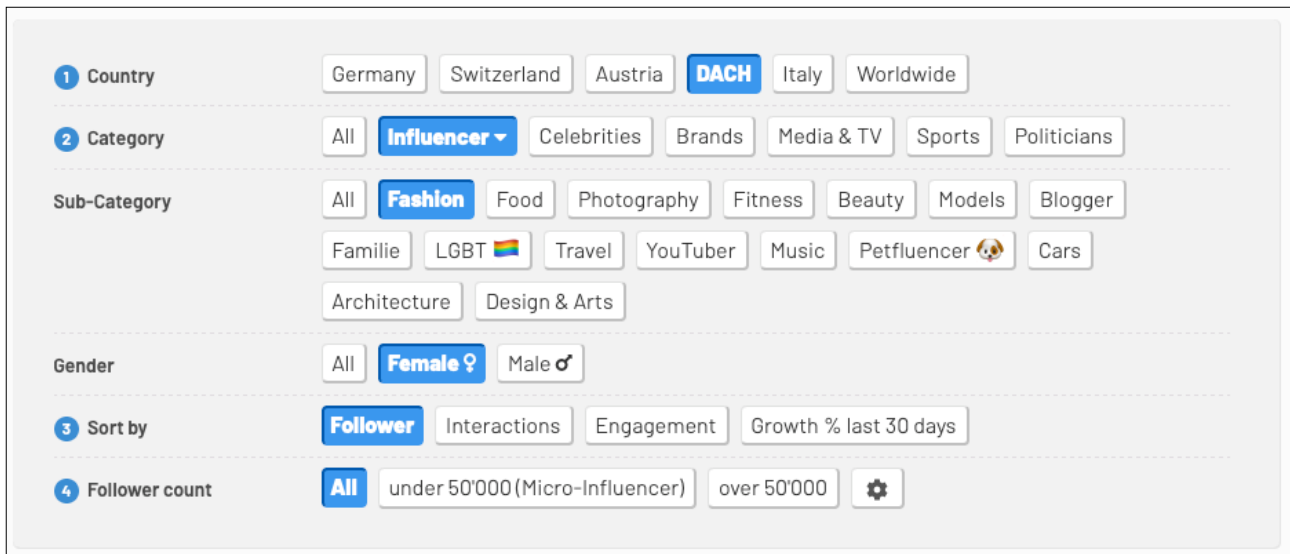 1 Country Germany Switzerland Austria DACH Italy Worldwide
2 Category All Influencer Celebrities Brands Media & TV Sports Politicians
Sub-Category All Fashion Food Photography Fitness Beauty Models Blogger
Familie LGBT 🏳️‍🌈 Travel YouTuber Music Petfluencer 🐶 Cars
Architecture Design & Arts
Gender All Female ♀ Male ♂
3 Sort by Follower Interactions Engagement Growth % last 30 days
4 Follower count All under 50'000 (Micro-Influencer) over 50'000